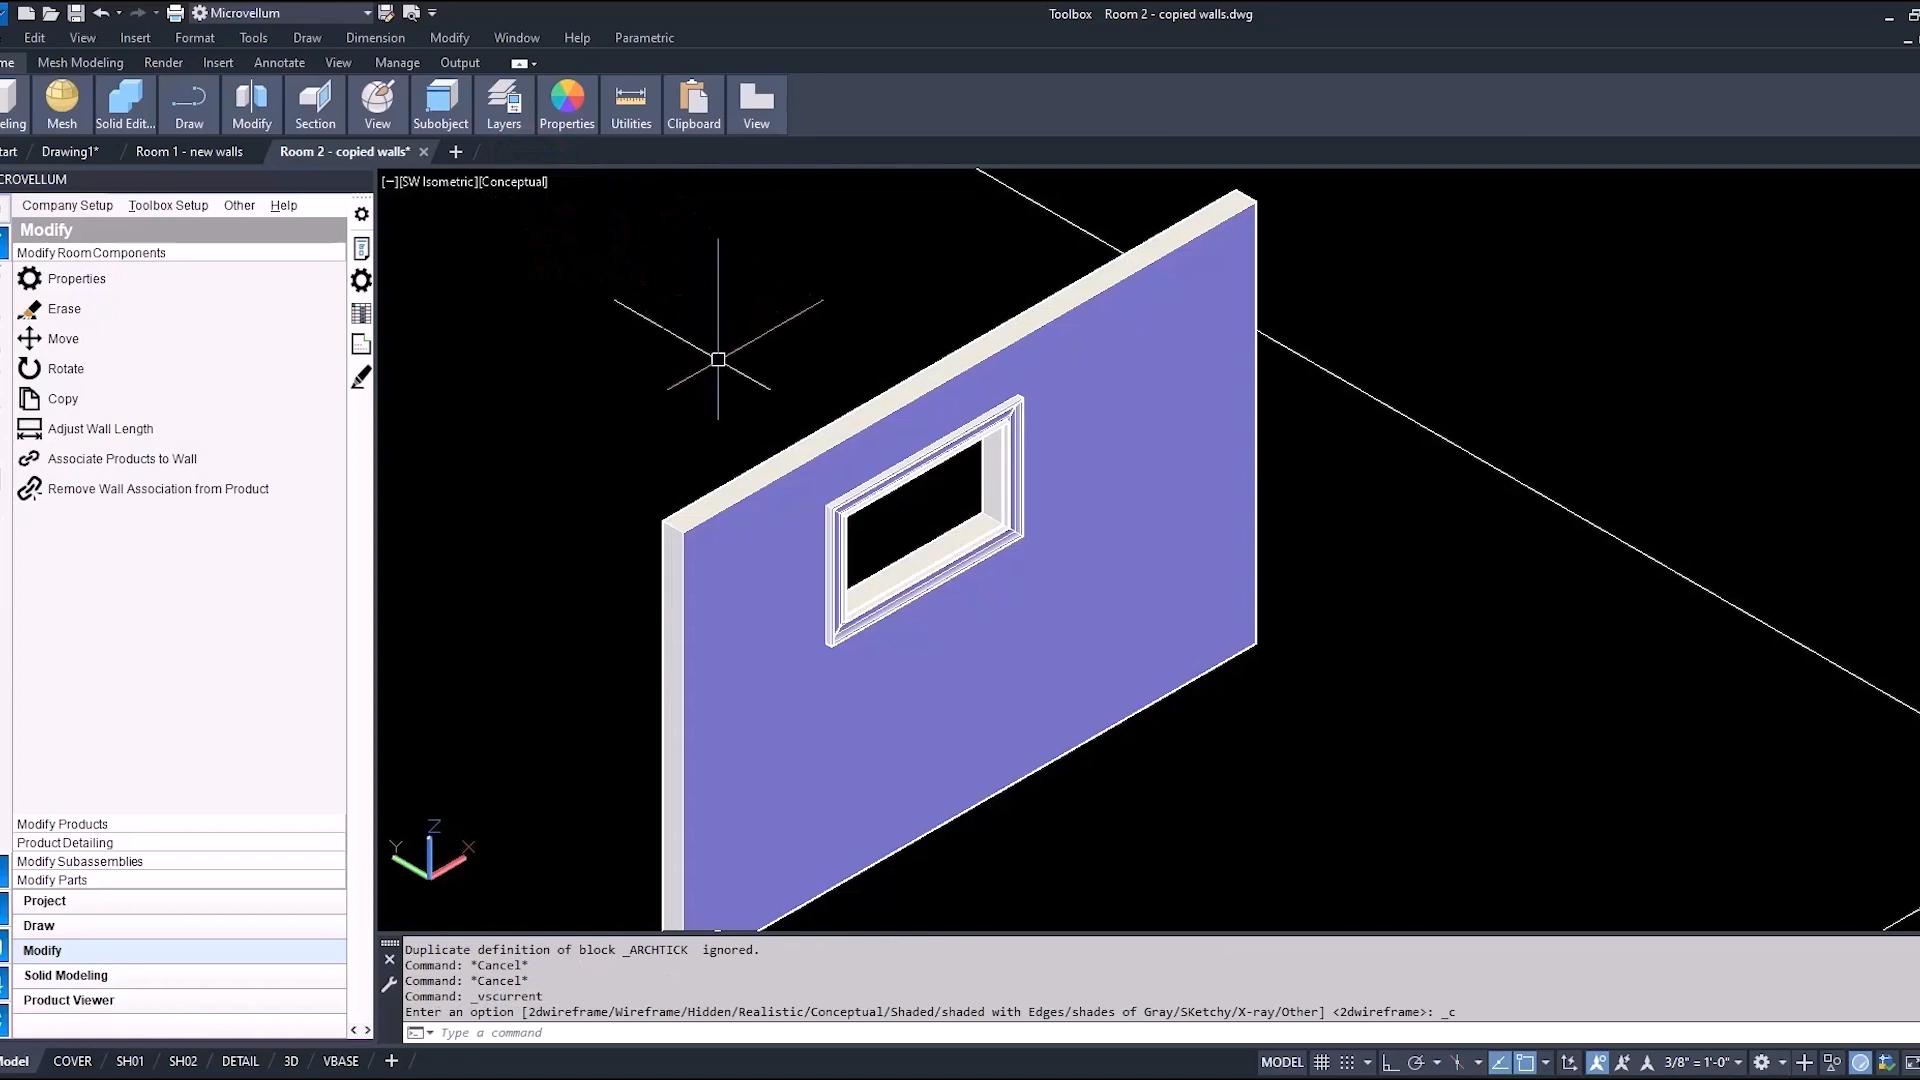 Microvellum
Toolbox Room 2 - copied walls.dwg
Edit View Insert Format Tools Draw Dimension Modify Window Help Parametric
me Mesh Modeling Render Insert Annotate View Manage Output
eling Mesh Solid Edit... Draw Modify Section View Subobject Layers Properties Utilities Clipboard View
tart Drawing1* Room 1 - new walls Room 2 - copied walls*
CROVELLUM
[−][SW Isometric][Conceptual]
Company Setup Toolbox Setup Other Help
Modify
Modify Room Components
Properties
Erase
Move
Rotate
Copy
Adjust Wall Length
Associate Products to Wall
Remove Wall Association from Product
Modify Products
Product Detailing
Modify Subassemblies
Modify Parts
Project
Draw
Modify
Solid Modeling
Product Viewer
Z
Y X
Duplicate definition of block _ARCHTICK ignored.
Command: *Cancel*
Command: *Cancel*
Command: _vscurrent
Enter an option [2dwireframe/Wireframe/Hidden/Realistic/Conceptual/Shaded/shaded with Edges/shades of Gray/SKetchy/X-ray/Other] <2dwireframe>: _c
Type a command
Model COVER SH01 SH02 DETAIL 3D VBASE
MODEL 3/8" = 1'-0"